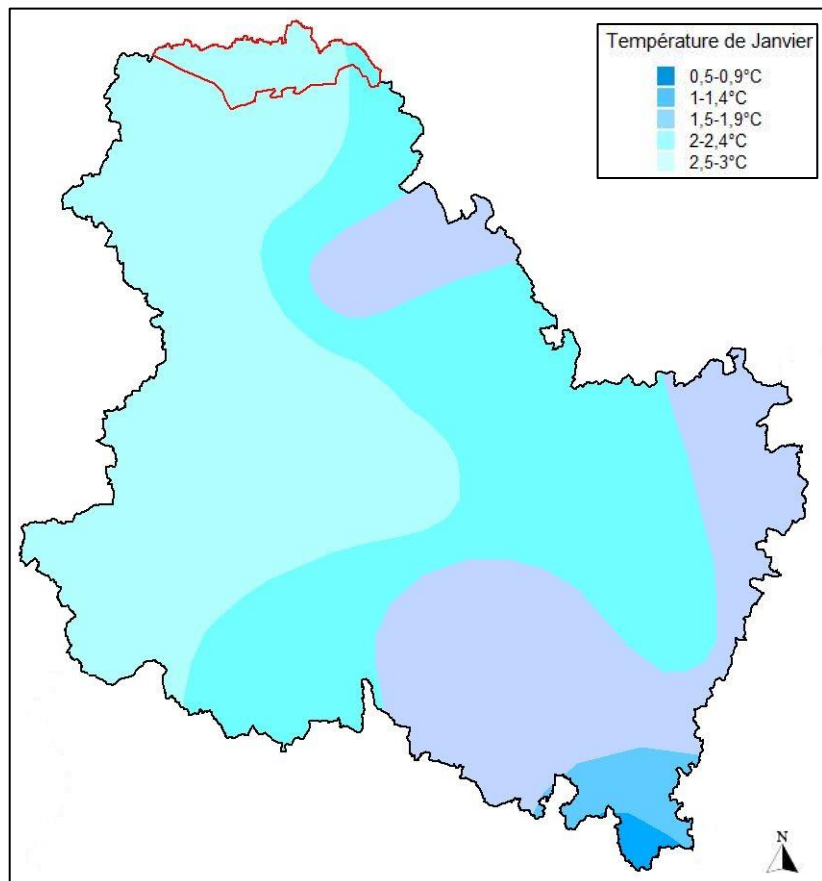 Température de Janvier
0,5-0,9°C
1-1,4°C
1,5-1,9°C
2-2,4°C
2,5-3°C
N